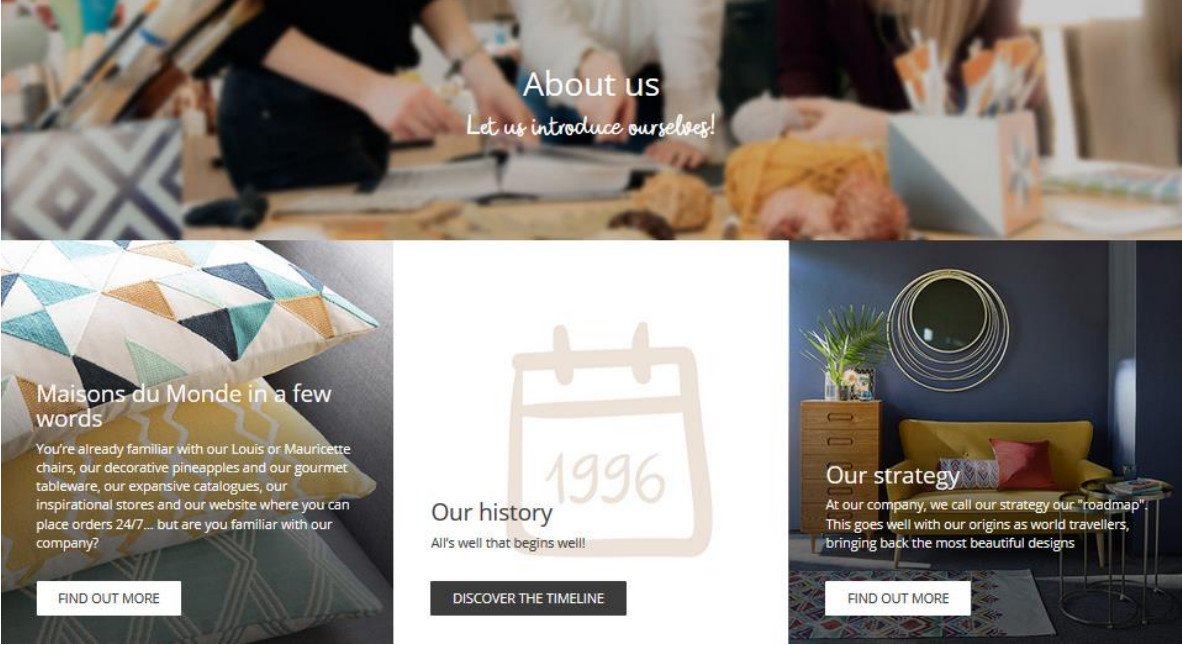 About us
Let us introduce ourselves!
Maisons du Monde in a few
words
You're already familiar with our Louis or Mauricette
chairs, our decorative pineapples and our gourmet
tableware, our expansive catalogues, our
inspirational stores and our website where you can
place orders 24/7... but are you familiar with our
company?
FIND OUT MORE
1996
Our history
All's well that begins well!
DISCOVER THE TIMELINE
Our strategy
At our company, we call our strategy our "roadmap".
This goes well with our origins as world travellers,
bringing back the most beautiful designs
FIND OUT MORE